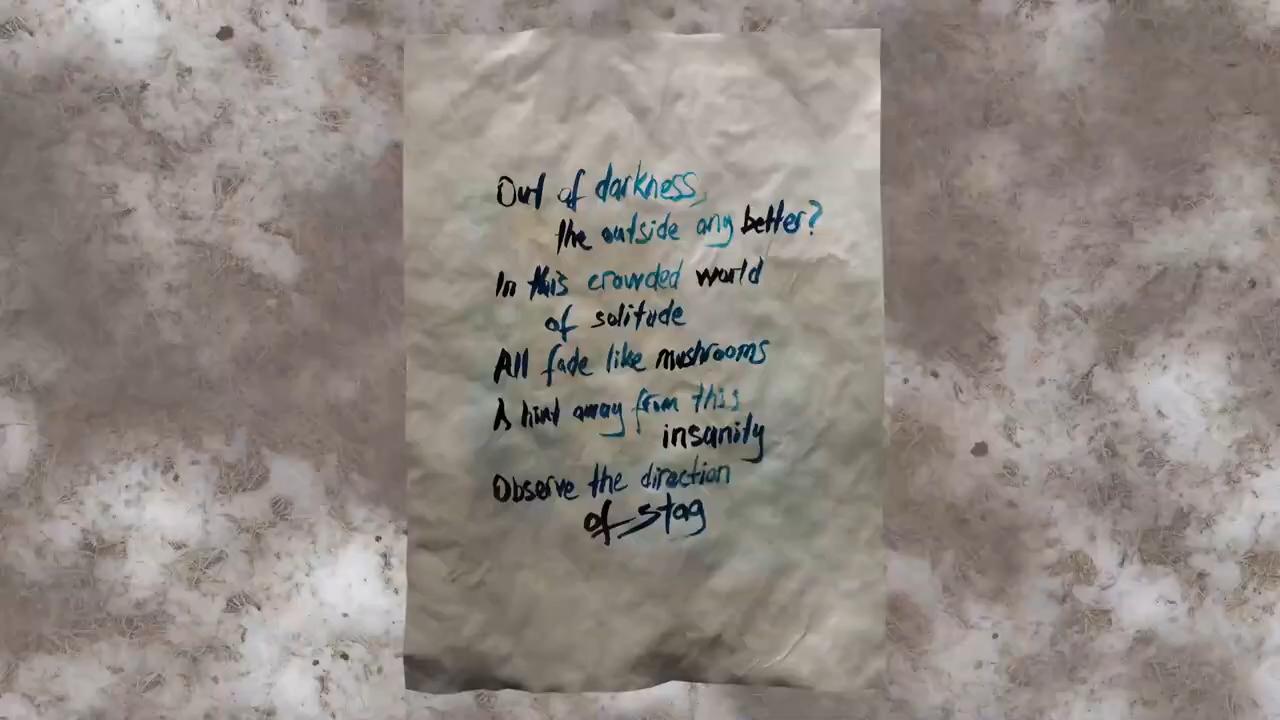 Out of darkness,
the outside any better?
In this crowded world
of solitude
All fade like mushrooms
A hint away from this
insanity
Observe the direction
of stag